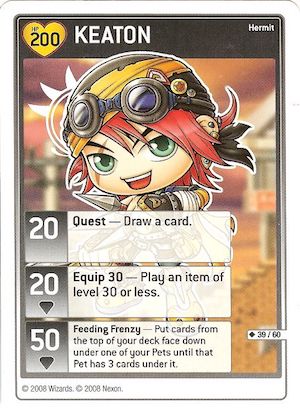 HP
200
KEATON
Hermit
20
Quest — Draw a card.
20
Equip 30 — Play an item of
level 30 or less.
50
Feeding Frenzy — Put cards from
the top of your deck face down
under one of your Pets until that
Pet has 3 cards under it.
◆ 39 / 60
© 2008 Wizards. © 2008 Nexon.